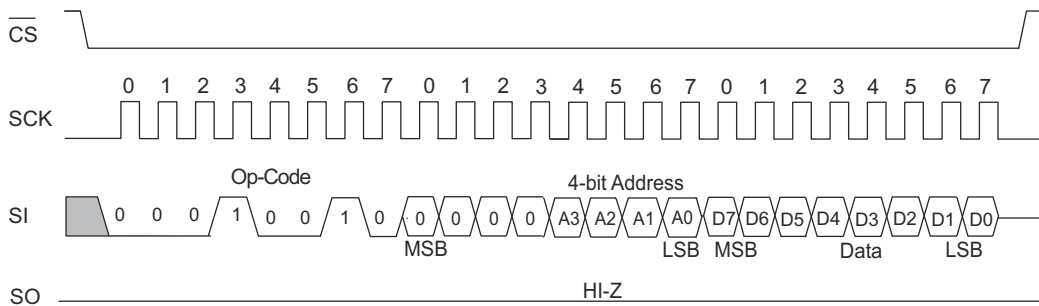 CS
0 1 2 3 4 5 6 7 0 1 2 3 4 5 6 7 0 1 2 3 4 5 6 7
SCK
Op-Code 4-bit Address
SI 0 0 0 1 0 0 1 0 0 0 0 0 A3 A2 A1 A0 D7 D6 D5 D4 D3 D2 D1 D0
MSB LSB MSB Data LSB
HI-Z
SO